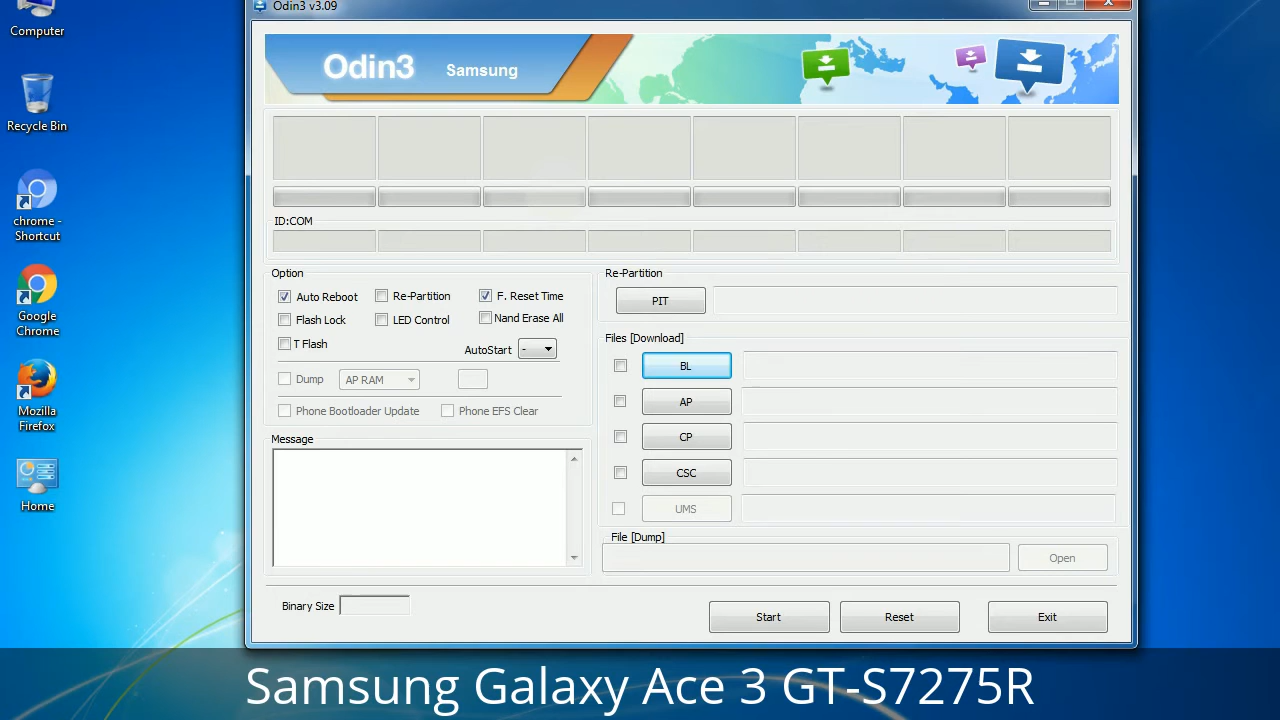 Odin3 v3.09
Computer
Recycle Bin
chrome -
Shortcut
Google
Chrome
Mozilla
Firefox
Home
Odin3 Samsung
ID:COM
Option
Auto Reboot Re-Partition F. Reset Time
Flash Lock LED Control Nand Erase All
T Flash AutoStart -
Dump AP RAM
Phone Bootloader Update Phone EFS Clear
Message
Re-Partition
PIT
Files [Download]
BL
AP
CP
CSC
UMS
File [Dump]
Open
Binary Size
Start Reset Exit
Samsung Galaxy Ace 3 GT-S7275R